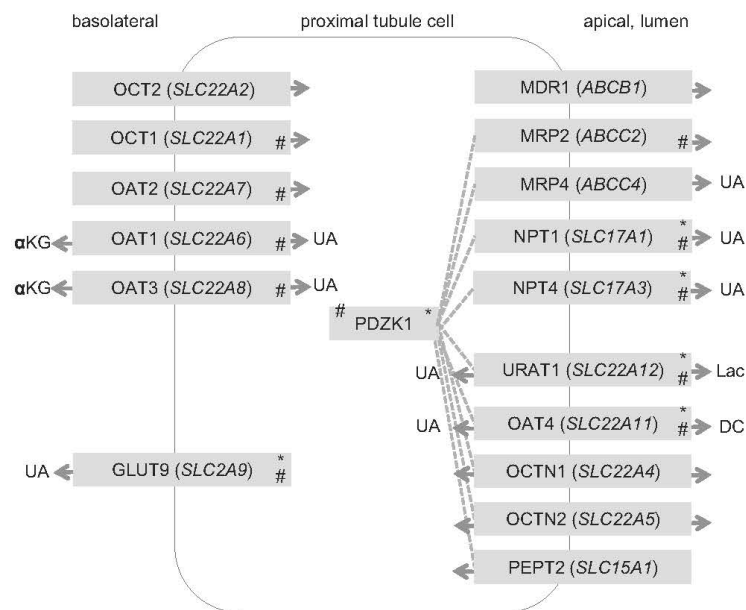 basolateral proximal tubule cell apical, lumen
OCT2 (SLC22A2)
OCT1 (SLC22A1) #
OAT2 (SLC22A7) #
αKG OAT1 (SLC22A6) # UA
αKG OAT3 (SLC22A8) # UA
UA GLUT9 (SLC2A9) * #
# PDZK1 *
MDR1 (ABCB1)
MRP2 (ABCC2) #
MRP4 (ABCC4) UA
NPT1 (SLC17A1) * # UA
NPT4 (SLC17A3) * # UA
UA URAT1 (SLC22A12) * # Lac
UA OAT4 (SLC22A11) * # DC
OCTN1 (SLC22A4)
OCTN2 (SLC22A5)
PEPT2 (SLC15A1)